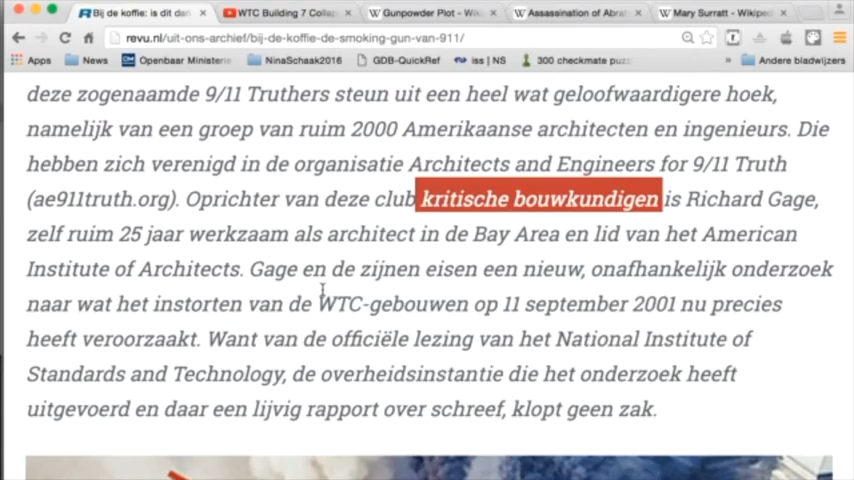 Bij de koffie: is dit dan
WTC Building 7 Collap
Gunpowder Plot - Wik
Assassination of Abra
Mary Surratt - Wikiped
revu.nl/uit-ons-archief/bij-de-koffie-de-smoking-gun-van-911/
Apps
News
Openbaar Ministerie
NinaSchaak2016
GDB-QuickRef
iss | NS
300 checkmate puz
»
Andere bladwijzers
deze zogenaamde 9/11 Truthers steun uit een heel wat geloofwaardigere hoek,
namelijk van een groep van ruim 2000 Amerikaanse architecten en ingenieurs. Die
hebben zich verenigd in de organisatie Architects and Engineers for 9/11 Truth
(ae911truth.org). Oprichter van deze club kritische bouwkundigen is Richard Gage,
zelf ruim 25 jaar werkzaam als architect in de Bay Area en lid van het American
Institute of Architects. Gage en de zijnen eisen een nieuw, onafhankelijk onderzoek
naar wat het instorten van de WTC-gebouwen op 11 september 2001 nu precies
heeft veroorzaakt. Want van de officiële lezing van het National Institute of
Standards and Technology, de overheidsinstantie die het onderzoek heeft
uitgevoerd en daar een lijvig rapport over schreef, klopt geen zak.